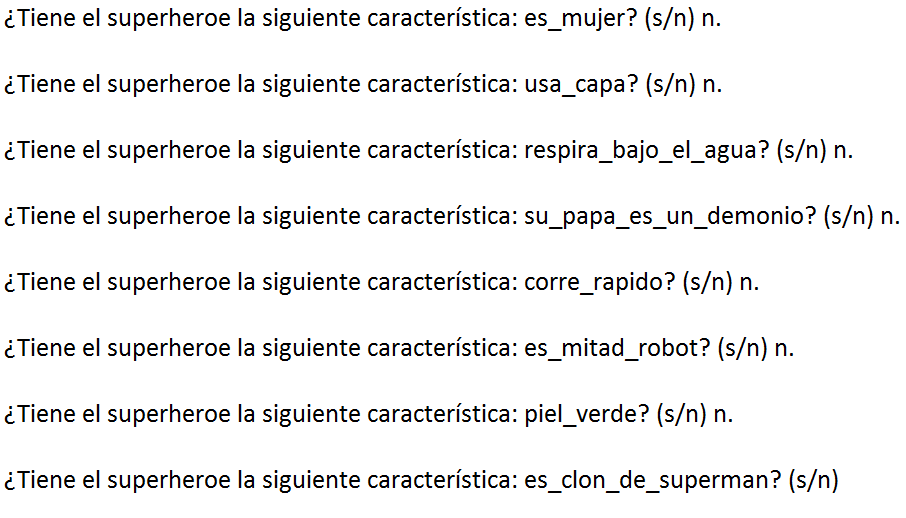 ¿Tiene el superheroe la siguiente característica: es_mujer? (s/n) n.
¿Tiene el superheroe la siguiente característica: usa_capa? (s/n) n.
¿Tiene el superheroe la siguiente característica: respira_bajo_el_agua? (s/n) n.
¿Tiene el superheroe la siguiente característica: su_papa_es_un_demonio? (s/n) n.
¿Tiene el superheroe la siguiente característica: corre_rapido? (s/n) n.
¿Tiene el superheroe la siguiente característica: es_mitad_robot? (s/n) n.
¿Tiene el superheroe la siguiente característica: piel_verde? (s/n) n.
¿Tiene el superheroe la siguiente característica: es_clon_de_superman? (s/n)